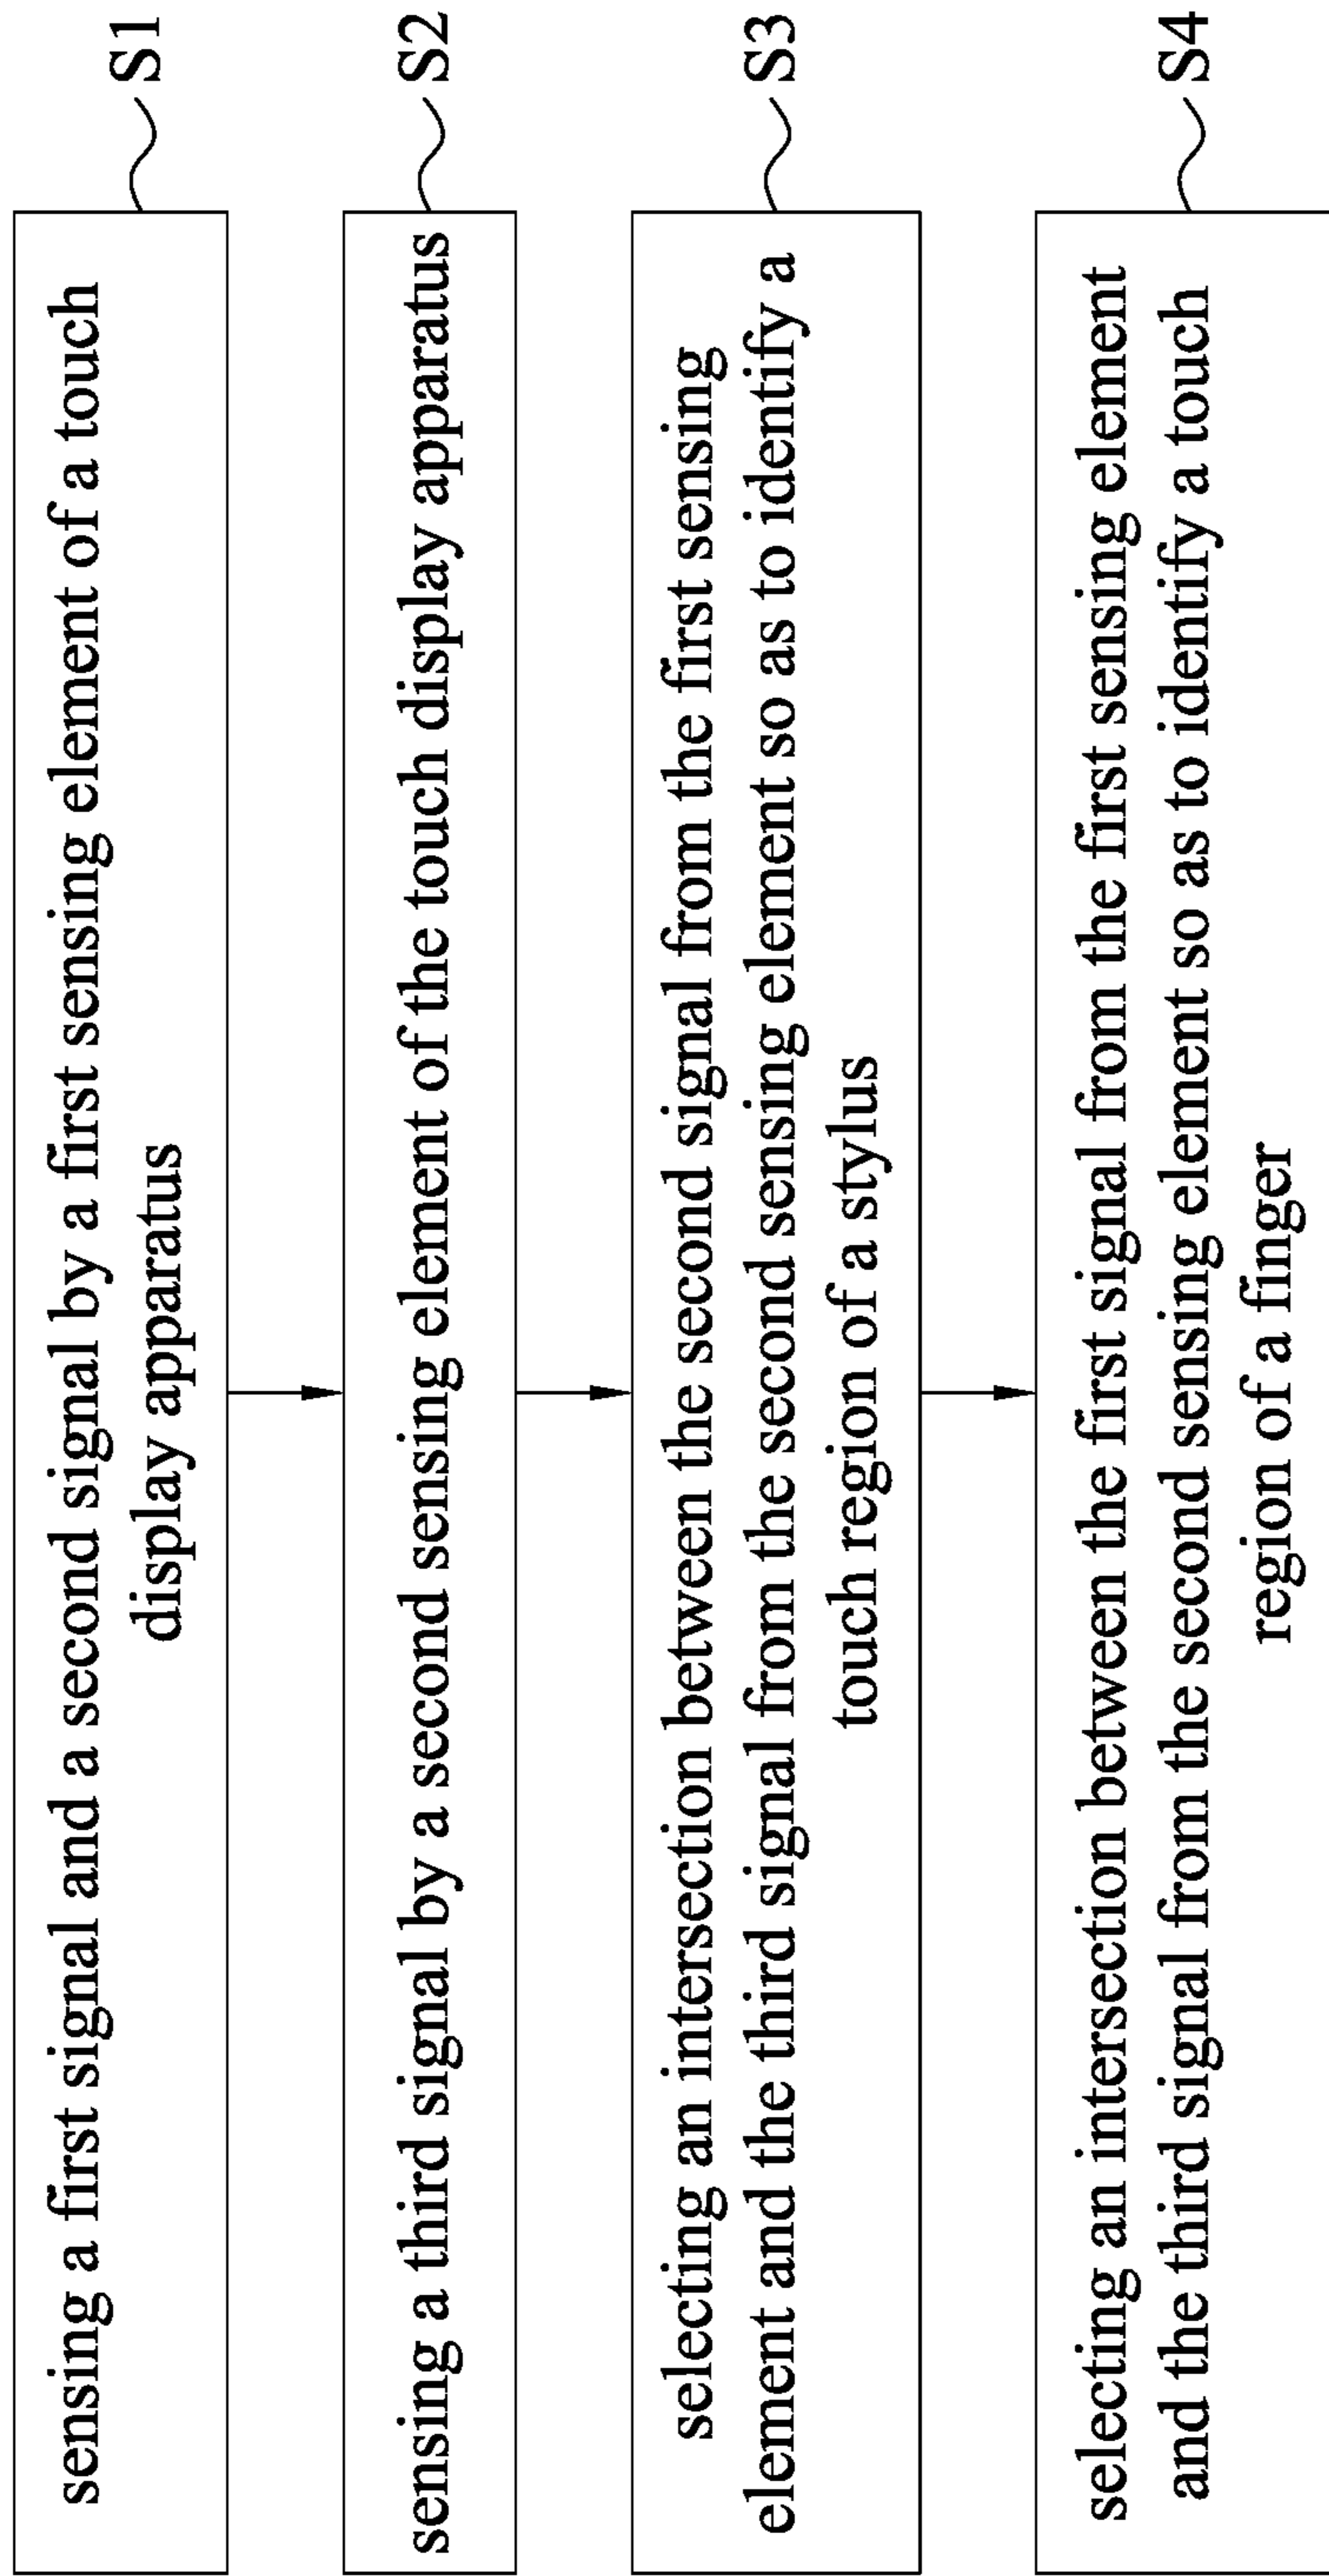 sensing a first signal and a second signal by a first sensing element of a touch
display apparatus
S1
sensing a third signal by a second sensing element of the touch display apparatus
S2
selecting an intersection between the second signal from the first sensing
element and the third signal from the second sensing element so as to identify a
touch region of a stylus
S3
selecting an intersection between the first signal from the first sensing element
and the third signal from the second sensing element so as to identify a touch
region of a finger
S4